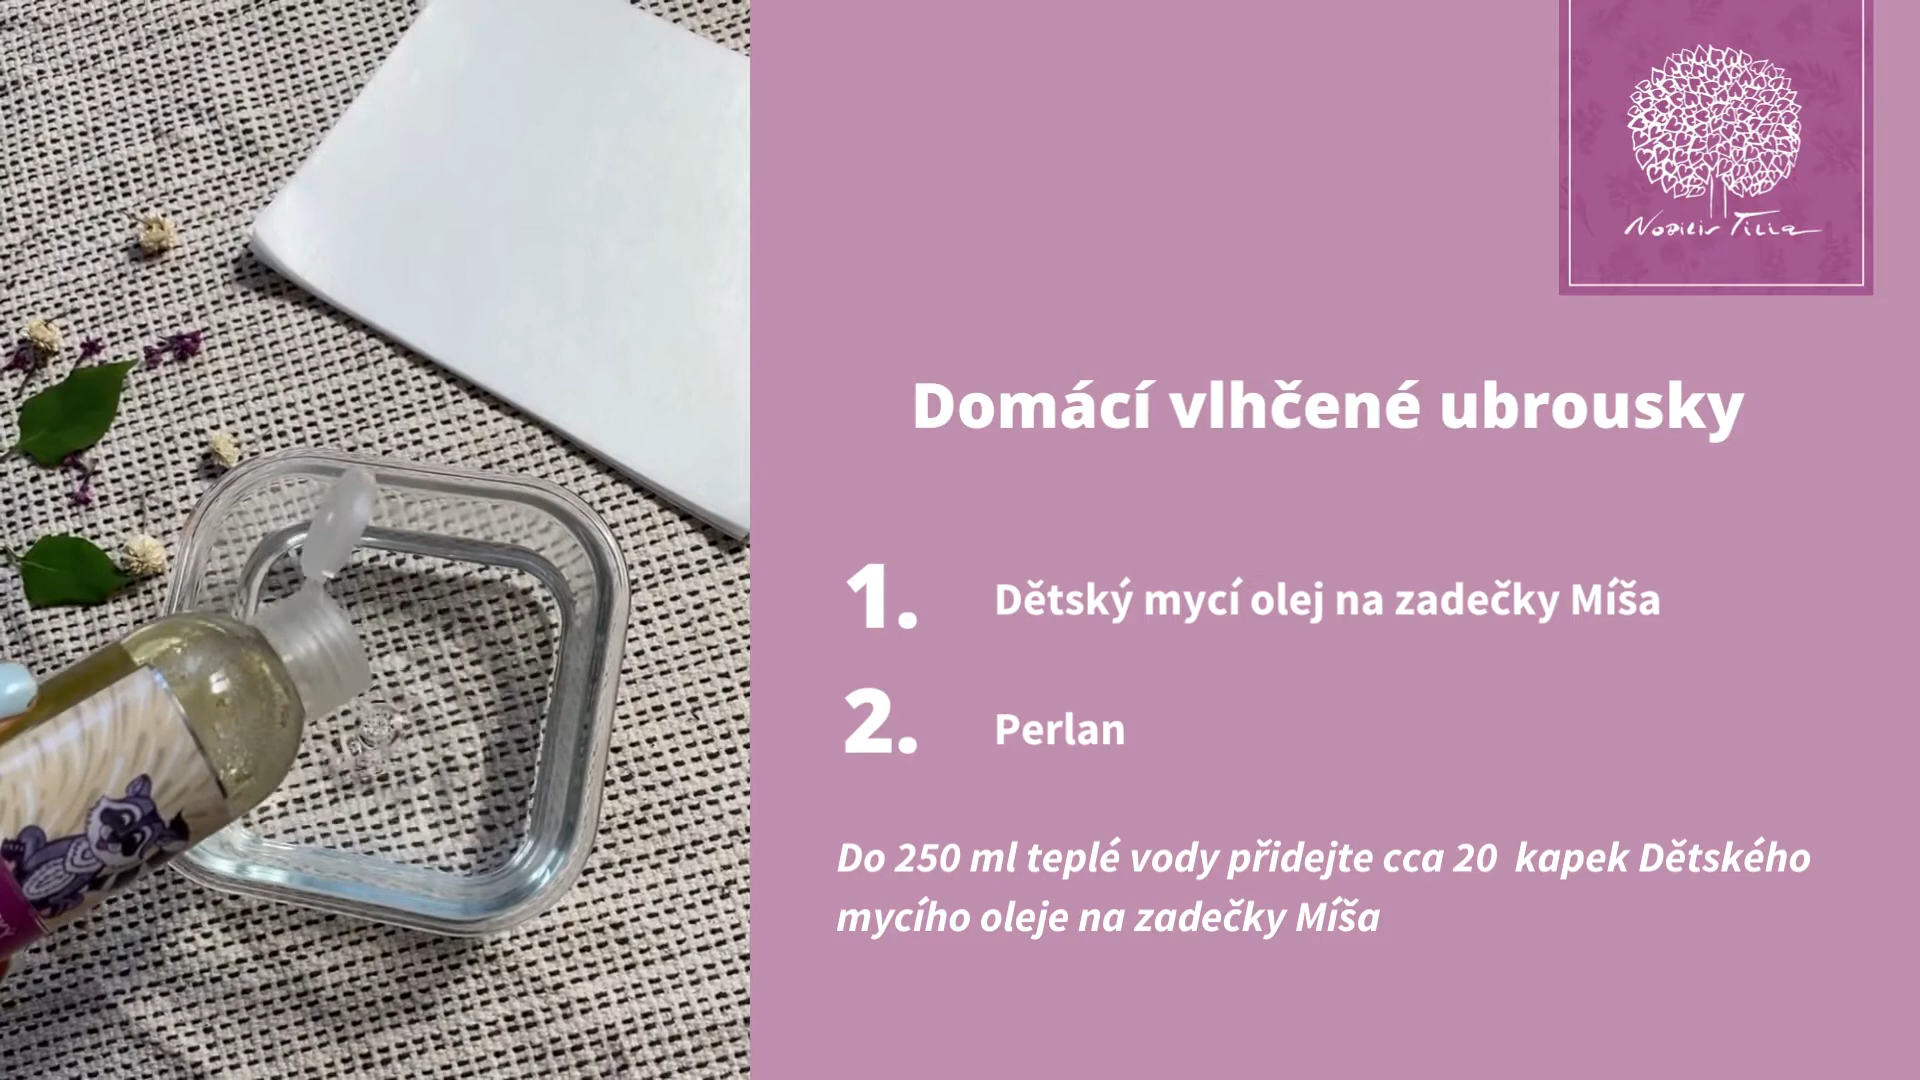 Nobilis Tilia
Domácí vlhčené ubrousky
1. Dětský mycí olej na zadečky Míša
2. Perlan
Do 250 ml teplé vody přidejte cca 20 kapek Dětského
mycího oleje na zadečky Míša